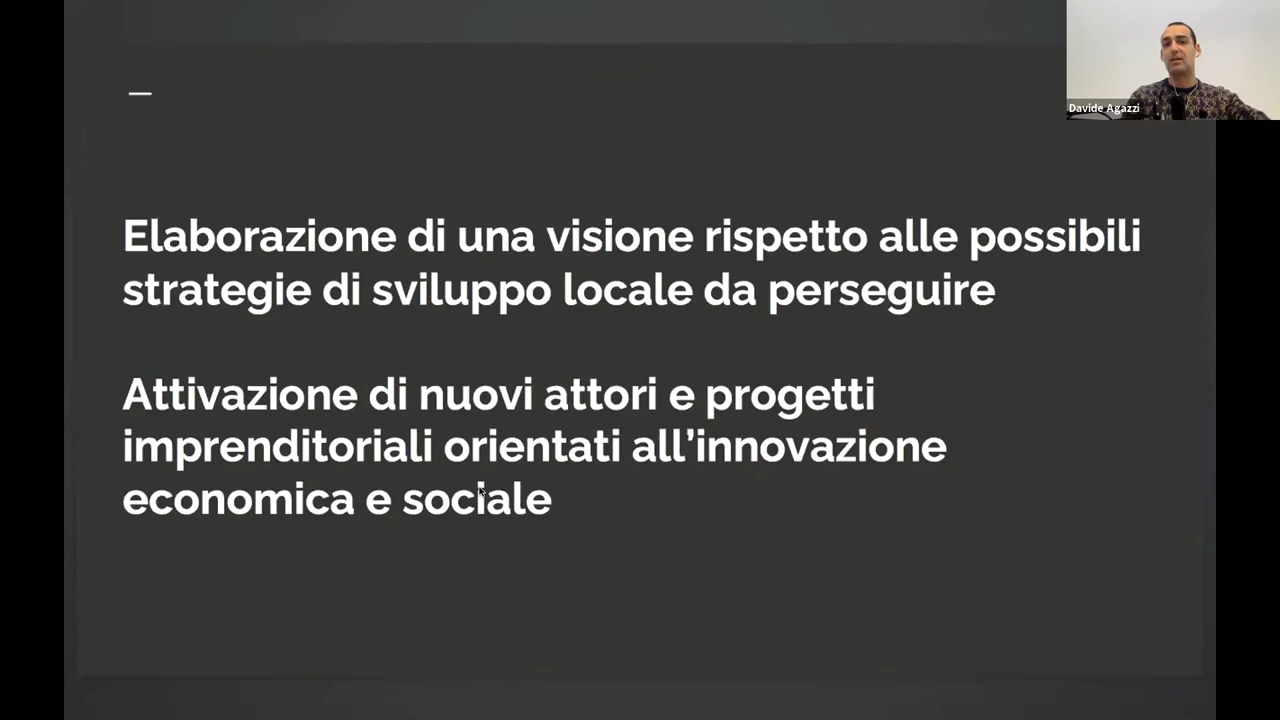 Davide Agazzi
Elaborazione di una visione rispetto alle possibili
strategie di sviluppo locale da perseguire
Attivazione di nuovi attori e progetti
imprenditoriali orientati all’innovazione
economica e sociale